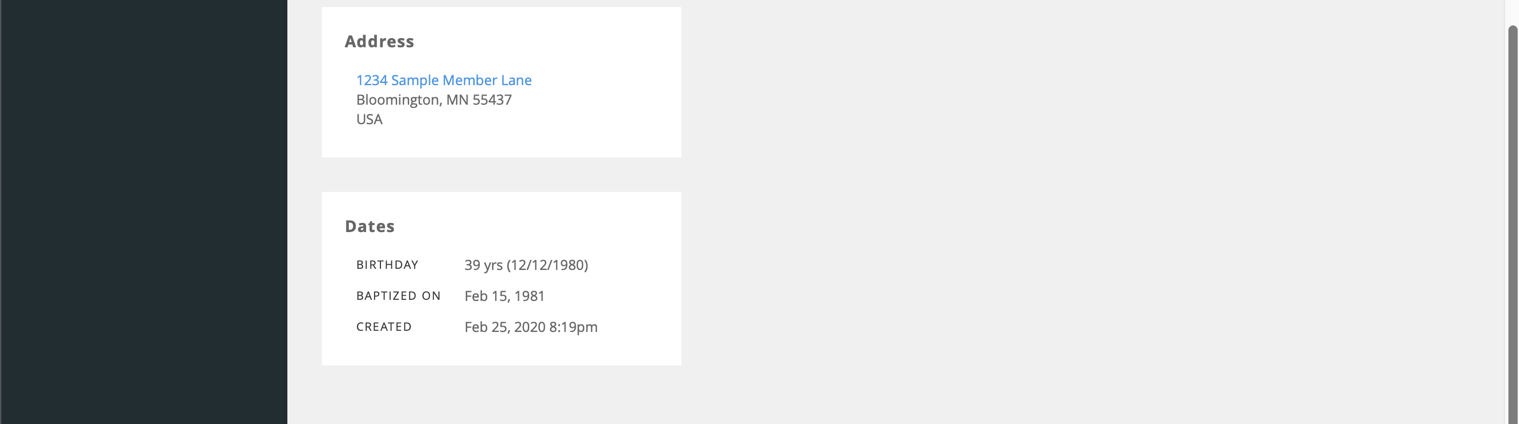 Address
1234 Sample Member Lane
Bloomington, MN 55437
USA
Dates
BIRTHDAY 39 yrs (12/12/1980)
BAPTIZED ON Feb 15, 1981
CREATED Feb 25, 2020 8:19pm